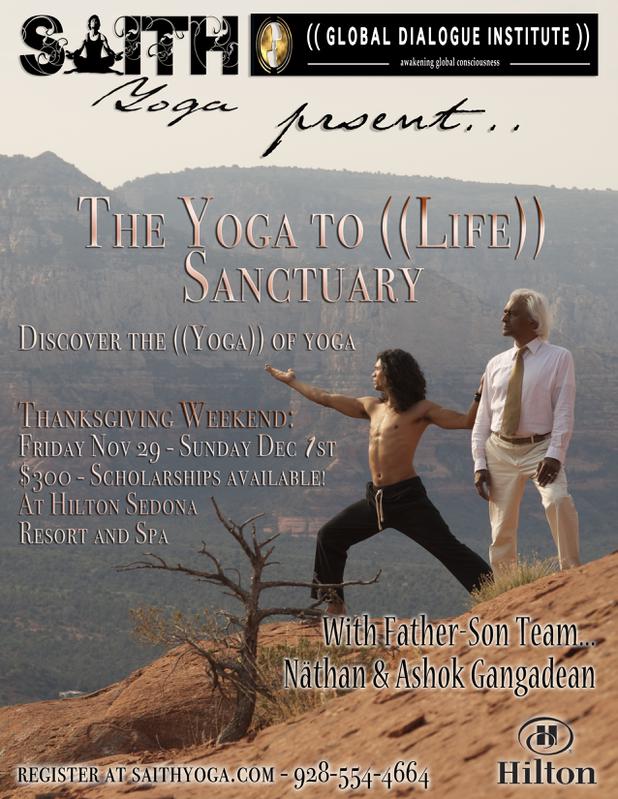 SAITH
Yoga
((GLOBAL DIALOGUE INSTITUTE))
awakening global consciousness
prsent...
The Yoga to ((Life))
Sanctuary
Discover the ((Yoga)) of yoga
Thanksgiving Weekend:
Friday Nov 29 - Sunday Dec 1st
$300 - Scholarships available!
At Hilton Sedona
Resort and Spa
With Father-Son Team...
Näthan & Ashok Gangadean
register at saithyoga.com - 928-554-4664
H
Hilton